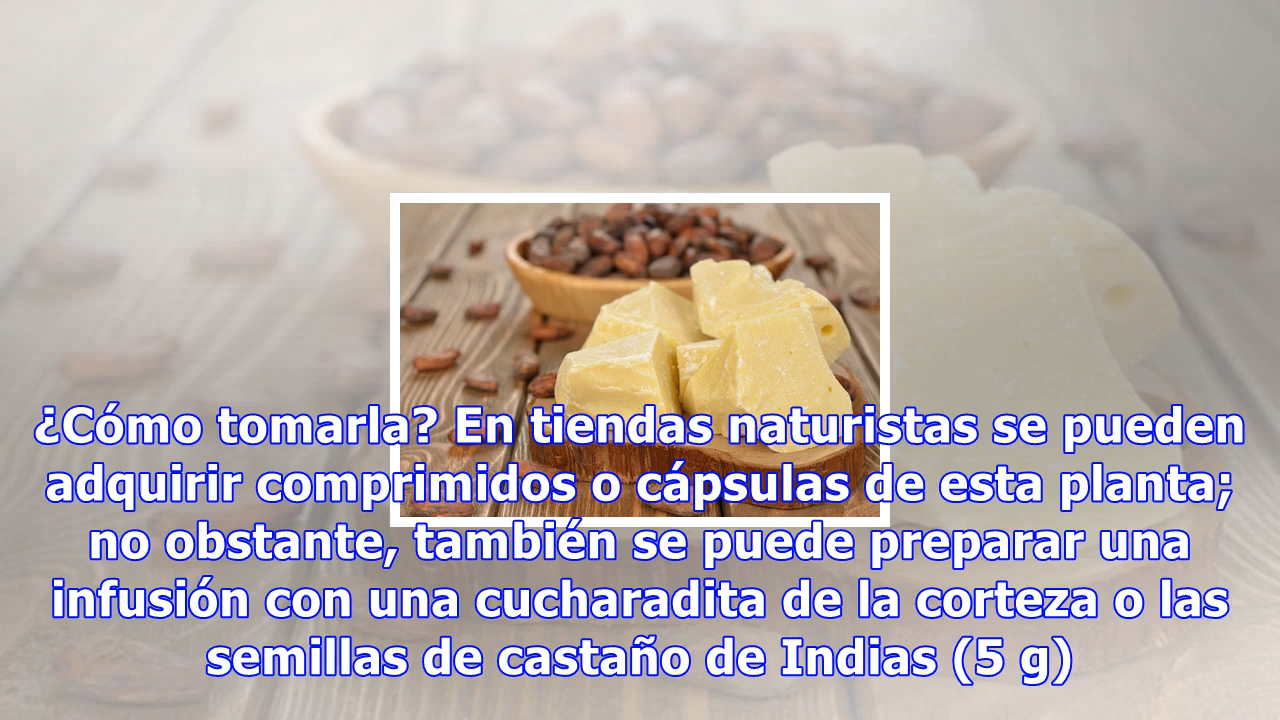 ¿Cómo tomarla? En tiendas naturistas se pueden
adquirir comprimidos o cápsulas de esta planta;
no obstante, también se puede preparar una
infusión con una cucharadita de la corteza o las
semillas de castaño de Indias (5 g)